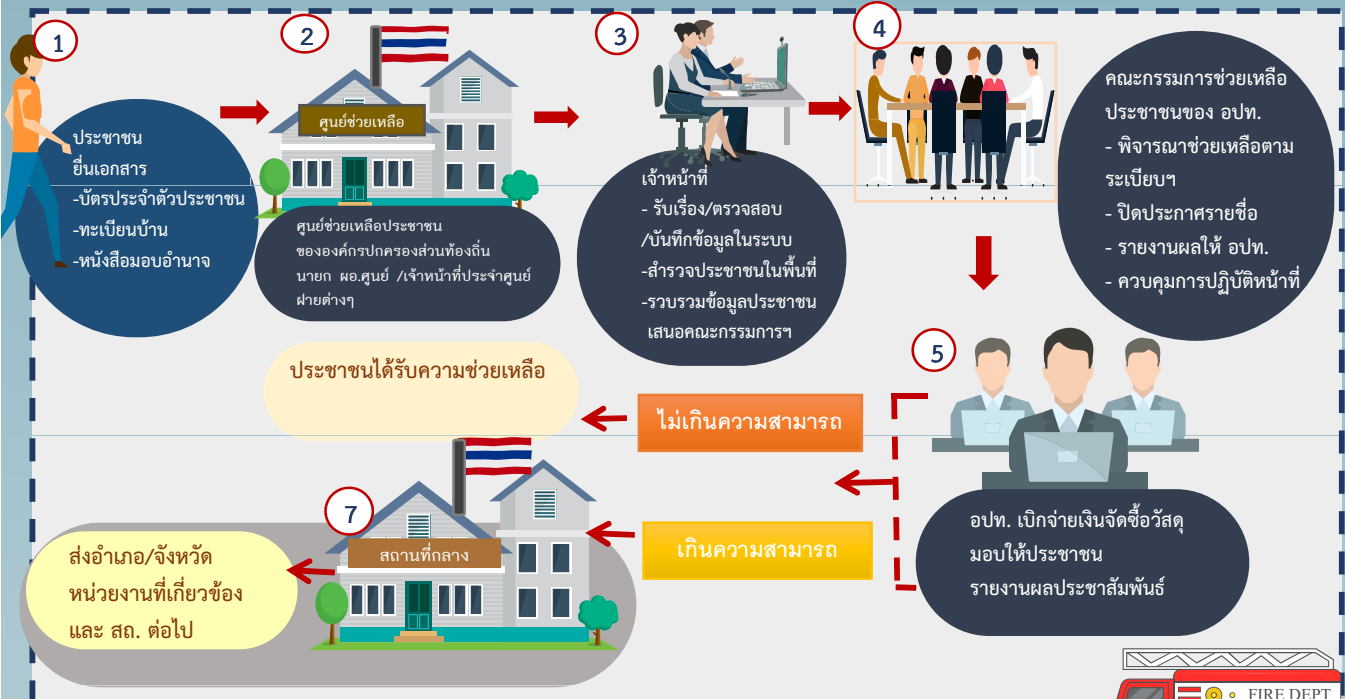 1
ประชาชน
ยื่นเอกสาร
-บัตรประจำตัวประชาชน
-ทะเบียนบ้าน
-หนังสือมอบอำนาจ
2
ศูนย์ช่วยเหลือ
ศูนย์ช่วยเหลือประชาชน
ขององค์กรปกครองส่วนท้องถิ่น
นายก ผอ.ศูนย์ /เจ้าหน้าที่ประจำศูนย์
ฝ่ายต่างๆ
3
เจ้าหน้าที่
- รับเรื่อง/ตรวจสอบ
/บันทึกข้อมูลในระบบ
-สำรวจประชาชนในพื้นที่
-รวบรวมข้อมูลประชาชน
เสนอคณะกรรมการฯ
4
คณะกรรมการช่วยเหลือ
ประชาชนของ อปท.
- พิจารณาช่วยเหลือตาม
ระเบียบฯ
- ปิดประกาศรายชื่อ
- รายงานผลให้ อปท.
- ควบคุมการปฏิบัติหน้าที่
5
อปท. เบิกจ่ายเงินจัดซื้อวัสดุ
มอบให้ประชาชน
รายงานผลประชาสัมพันธ์
ไม่เกินความสามารถ
ประชาชนได้รับความช่วยเหลือ
เกินความสามารถ
7
สถานที่กลาง
ส่งอำเภอ/จังหวัด
หน่วยงานที่เกี่ยวข้อง
และ สถ. ต่อไป
FIRE DEPT